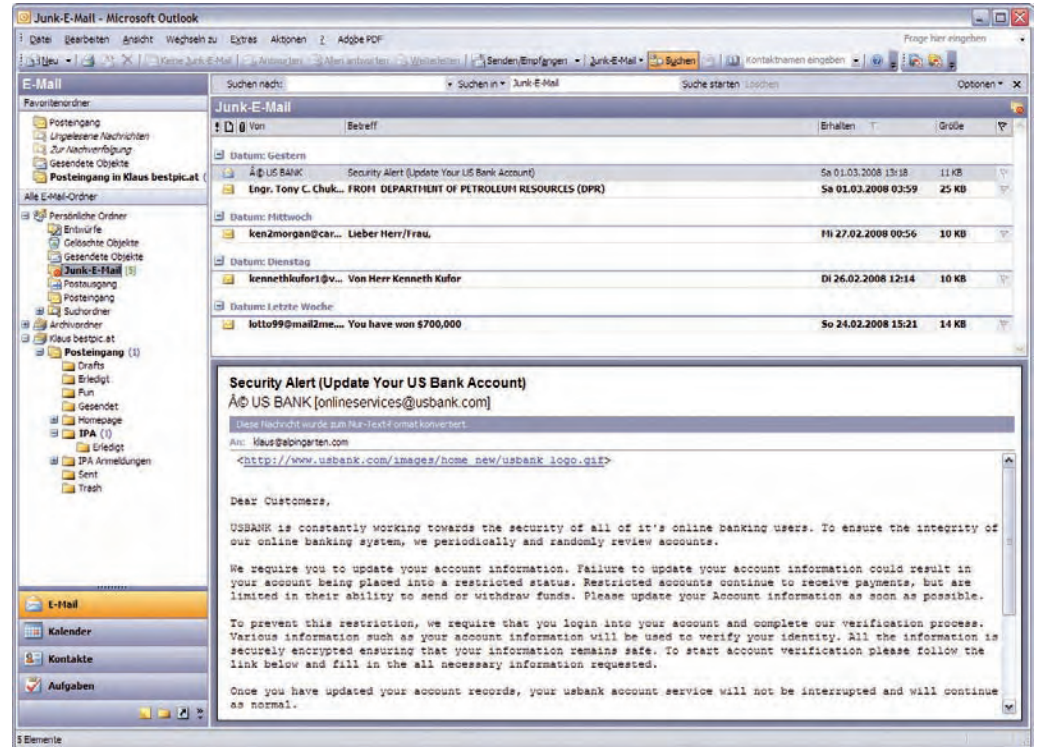 Junk-E-Mail - Microsoft Outlook
Datei Bearbeiten Ansicht Wechseln zu Extras Aktionen ? Adobe PDF Frage hier eingeben
Neu Keine Junk-E-Mail Antworten Allen antworten Weiterleiten Senden/Empfangen Junk-E-Mail Suchen Kontaktnamen eingeben
E-Mail
Suchen nach: Suchen in Junk-E-Mail Suche starten Löschen Optionen
Favoritenordner
Posteingang
Ungelesene Nachrichten
Zur Nachverfolgung
Gesendete Objekte
Posteingang in Klaus bestpic.at (
Alle E-Mail-Ordner
Persönliche Ordner
Entwürfe
Gelöschte Objekte
Gesendete Objekte
Junk-E-Mail [5]
Postausgang
Posteingang
Suchordner
Archivordner
Klaus bestpic.at
Posteingang (1)
Drafts
Erledigt
Fun
Gesendet
Homepage
IPA (1)
Erledigt
IPA Anmeldungen
Sent
Trash
E-Mail
Kalender
Kontakte
Aufgaben
5 Elemente
Junk-E-Mail
Von Betreff Erhalten Größe
Datum: Gestern
Â© US BANK Security Alert (Update Your US Bank Account) Sa 01.03.2008 13:18 11 KB
Engr. Tony C. Chuk... FROM DEPARTMENT OF PETROLEUM RESOURCES (DPR) Sa 01.03.2008 03:59 25 KB
Datum: Mittwoch
ken2morgan@car... Lieber Herr/Frau, Mi 27.02.2008 00:56 10 KB
Datum: Dienstag
kennethkufor1@v... Von Herr Kenneth Kufor Di 26.02.2008 12:14 10 KB
Datum: Letzte Woche
lotto99@mail2me.... You have won $700,000 So 24.02.2008 15:21 14 KB
Security Alert (Update Your US Bank Account)
Â© US BANK [onlineservices@usbank.com]
Diese Nachricht wurde zum Nur-Text-Format konvertiert.
An: klaus@alpingarten.com
<http://www.usbank.com/images/home_new/usbank_logo.gif>
Dear Customers,
USBANK is constantly working towards the security of all of it's online banking users. To ensure the integrity of
our online banking system, we periodically and randomly review accounts.
We require you to update your account information. Failure to update your account information could result in
your account being placed into a restricted status. Restricted accounts continue to receive payments, but are
limited in their ability to send or withdraw funds. Please update your Account information as soon as possible.
To prevent this restriction, we require that you login into your account and complete our verification process.
Various information such as your account information will be used to verify your identity. All the information is
securely encrypted ensuring that your information remains safe. To start account verification please follow the
link below and fill in the all necessary information requested.
Once you have updated your account records, your usbank account service will not be interrupted and will continue
as normal.